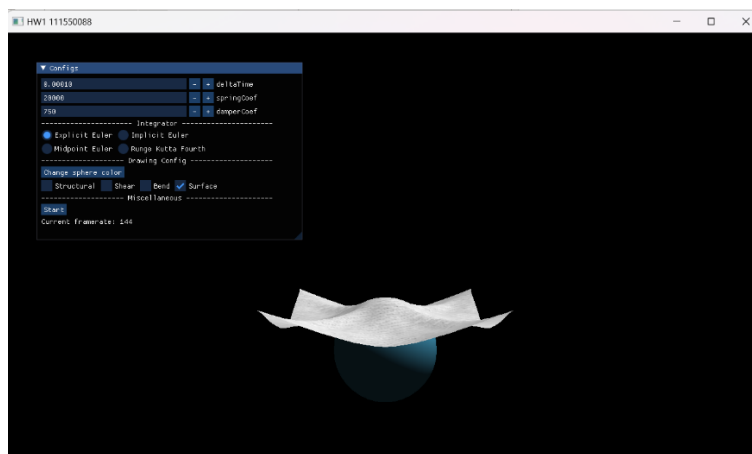 HW1 111550088
▼ Configs
0.00010 - + deltaTime
20000 - + springCoef
750 - + damperCoef
---------------------- Integrator ----------------------
Explicit Euler Implicit Euler
Midpoint Euler Runge Kutta Fourth
-------------------- Drawing Config --------------------
Change sphere color
Structural Shear Bend Surface
-------------------- Miscellaneous ---------------------
Start
Current framerate: 144